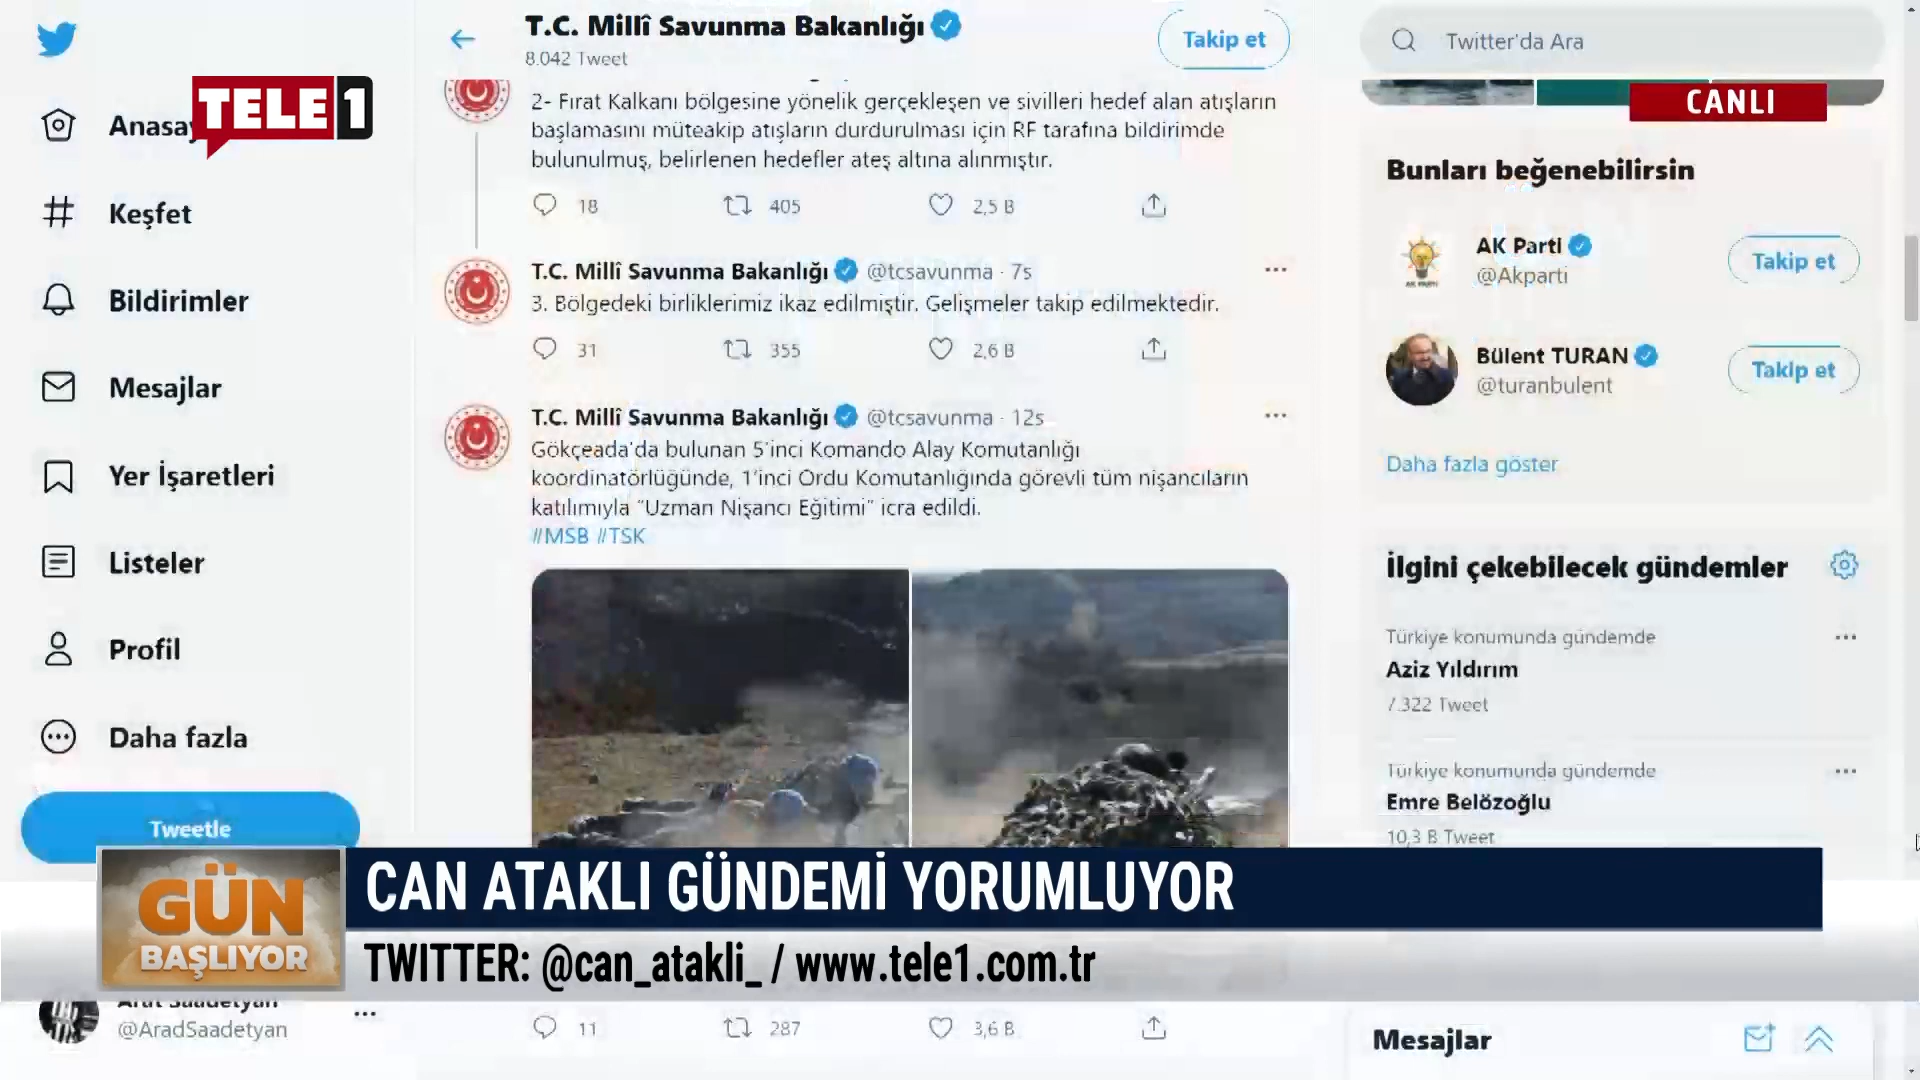 T.C. Millî Savunma Bakanlığı
8.042 Tweet
Takip et
Twitter'da Ara
TELE1
CANLI
Keşfet
Bildirimler
Mesajlar
Yer İşaretleri
Listeler
Profil
Daha fazla
Tweetle
2- Fırat Kalkanı bölgesine yönelik gerçekleşen ve sivilleri hedef alan atışların
başlamasını müteakip atışların durdurulması için RF tarafına bildirimde
bulunulmuş, belirlenen hedefler ateş altına alınmıştır.
18 405 2,5 B
T.C. Millî Savunma Bakanlığı @tcsavunma · 7s
3. Bölgedeki birliklerimiz ikaz edilmiştir. Gelişmeler takip edilmektedir.
31 355 2,6 B
T.C. Millî Savunma Bakanlığı @tcsavunma · 12s
Gökçeada'da bulunan 5'inci Komando Alay Komutanlığı
koordinatörlüğünde, 1'inci Ordu Komutanlığında görevli tüm nişancıların
katılımıyla "Uzman Nişancı Eğitimi" icra edildi.
#MSB #TSK
Bunları beğenebilirsin
AK Parti
@Akparti
Takip et
Bülent TURAN
@turanbulent
Takip et
Daha fazla göster
İlgini çekebilecek gündemler
Türkiye konumunda gündemde
Aziz Yıldırım
7.322 Tweet
Türkiye konumunda gündemde
Emre Belözoğlu
10,3 B Tweet
GÜN
BAŞLIYOR
CAN ATAKLI GÜNDEMİ YORUMLUYOR
TWITTER: @can_atakli_ / www.tele1.com.tr
@AradSaadetyan
11 287 3,6 B
Mesajlar